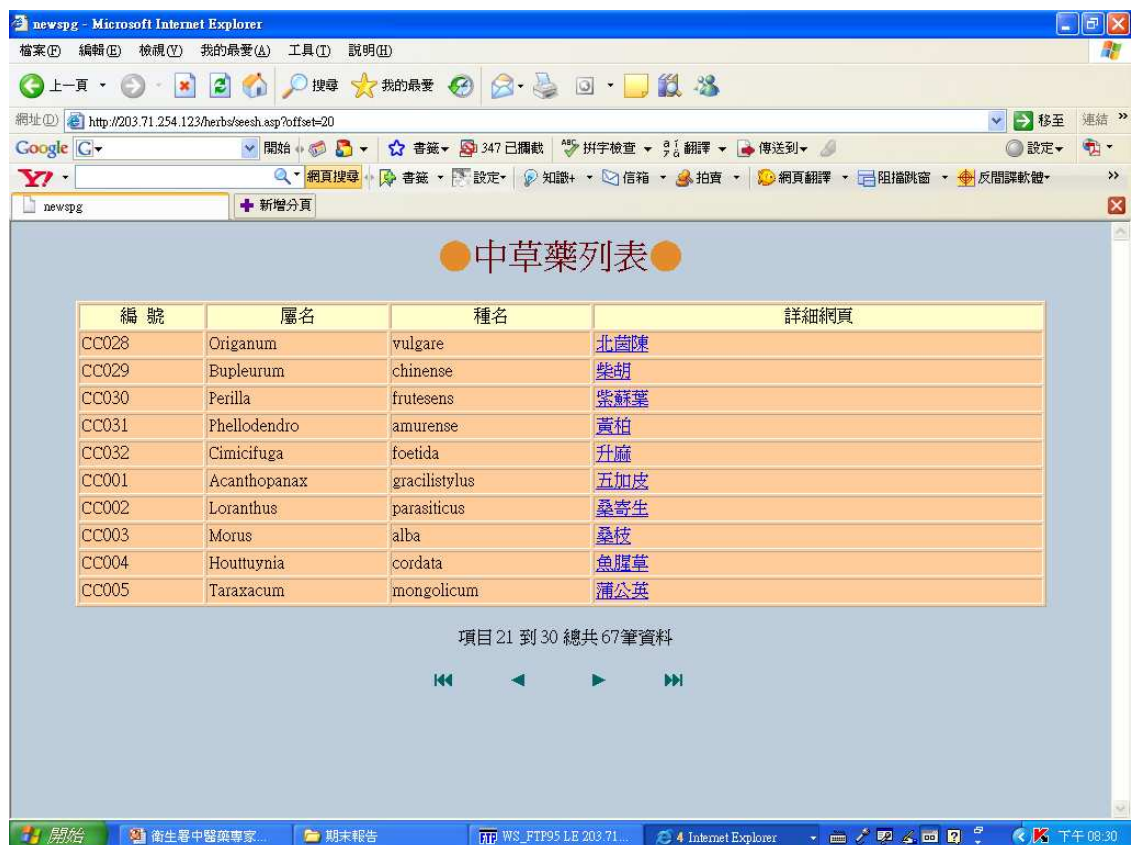 newspg - Microsoft Internet Explorer
檔案(F) 編輯(E) 檢視(V) 我的最愛(A) 工具(T) 說明(H)
上一頁 搜尋 我的最愛
網址(D) http://203.71.254.123/herbs/seesh.asp?offset=20 移至 連結 »
Google G 開始 書籤 347 已攔截 ABC 拼字檢查 翻譯 傳送到 設定
Y! 網頁搜尋 書籤 設定 知識+ 信箱 拍賣 網頁翻譯 阻擋跳窗 反間諜軟體 »
newspg 新增分頁
●中草藥列表●
編 號 屬名 種名 詳細網頁
CC028 Origanum vulgare 北茵陳
CC029 Bupleurum chinense 柴胡
CC030 Perilla frutesens 紫蘇葉
CC031 Phellodendro amurense 黃柏
CC032 Cimicifuga foetida 升麻
CC001 Acanthopanax gracilistylus 五加皮
CC002 Loranthus parasiticus 桑寄生
CC003 Morus alba 桑枝
CC004 Houttuynia cordata 魚腥草
CC005 Taraxacum mongolicum 蒲公英
項目 21 到 30 總共 67筆資料
開始 衛生署中醫藥專家... 期末報告 WS_FTP95 LE 203.71... 4 Internet Explorer 下午 08:30